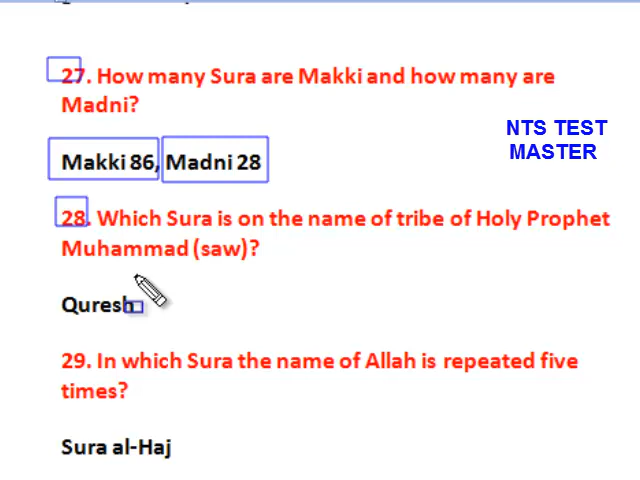 27. How many Sura are Makki and how many are
Madni?
NTS TEST
MASTER
Makki 86, Madni 28
28. Which Sura is on the name of tribe of Holy Prophet
Muhammad (saw)?
Quresh
29. In which Sura the name of Allah is repeated five
times?
Sura al-Haj